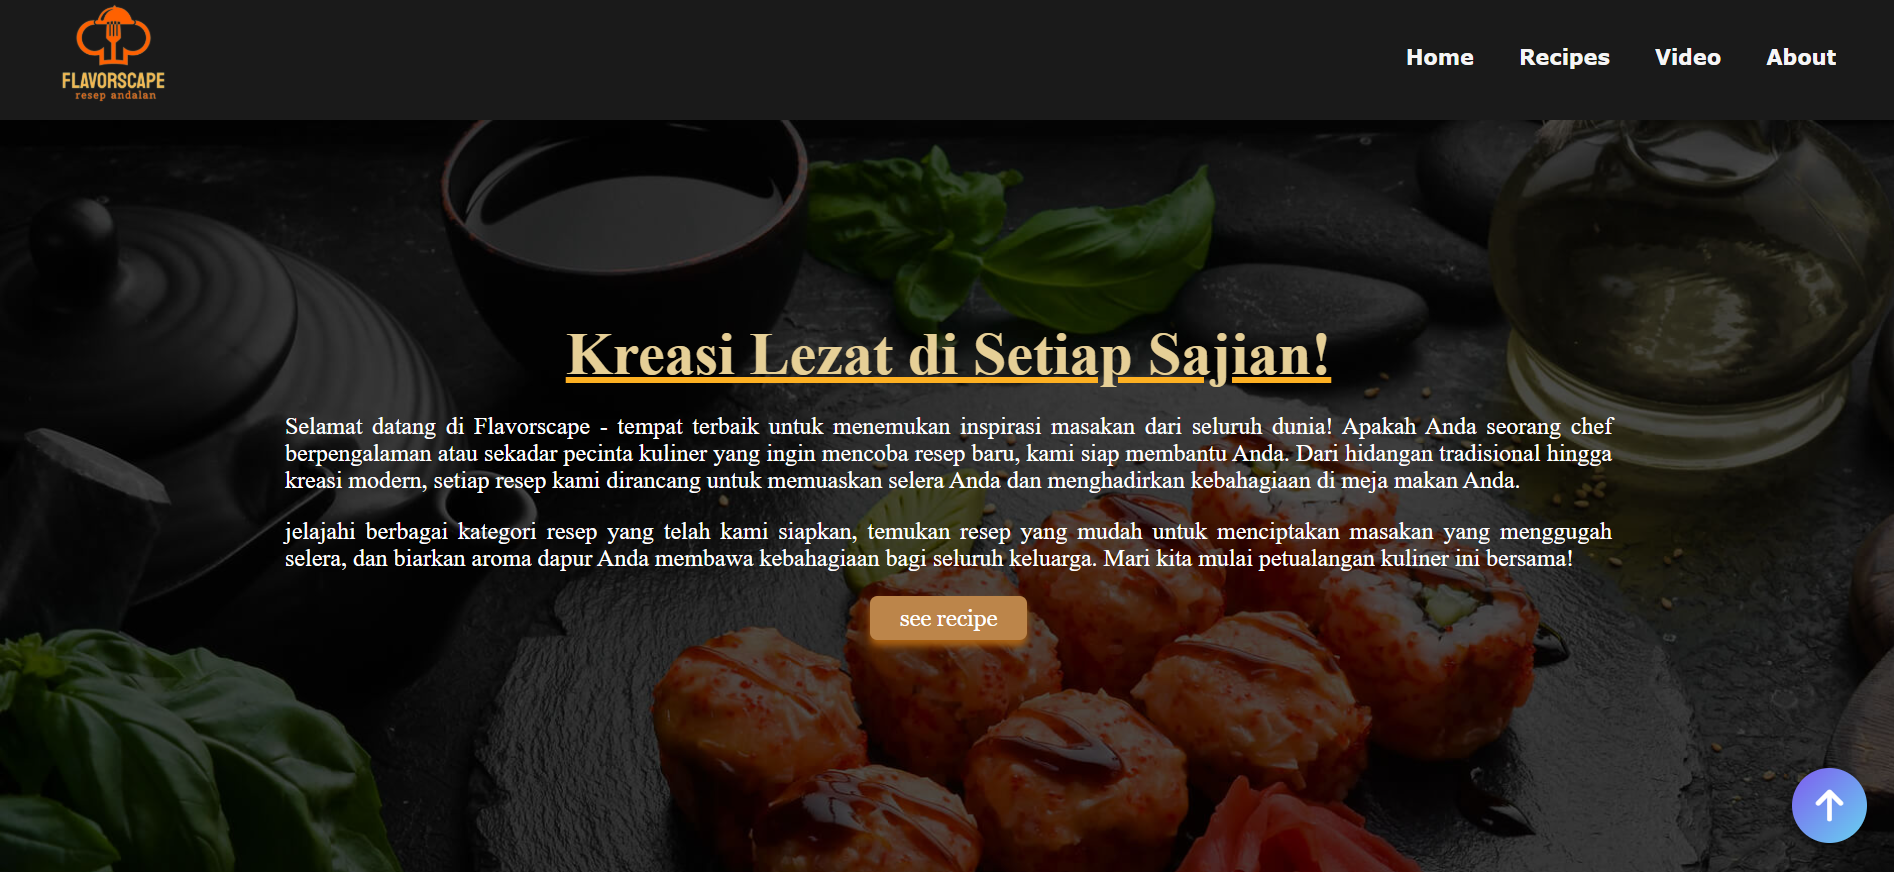 FLAVORSCAPE
resep andalan
Home Recipes Video About
Kreasi Lezat di Setiap Sajian!
Selamat datang di Flavorscape - tempat terbaik untuk menemukan inspirasi masakan dari seluruh dunia! Apakah Anda seorang chef
berpengalaman atau sekadar pecinta kuliner yang ingin mencoba resep baru, kami siap membantu Anda. Dari hidangan tradisional hingga
kreasi modern, setiap resep kami dirancang untuk memuaskan selera Anda dan menghadirkan kebahagiaan di meja makan Anda.
jelajahi berbagai kategori resep yang telah kami siapkan, temukan resep yang mudah untuk menciptakan masakan yang menggugah
selera, dan biarkan aroma dapur Anda membawa kebahagiaan bagi seluruh keluarga. Mari kita mulai petualangan kuliner ini bersama!
see recipe